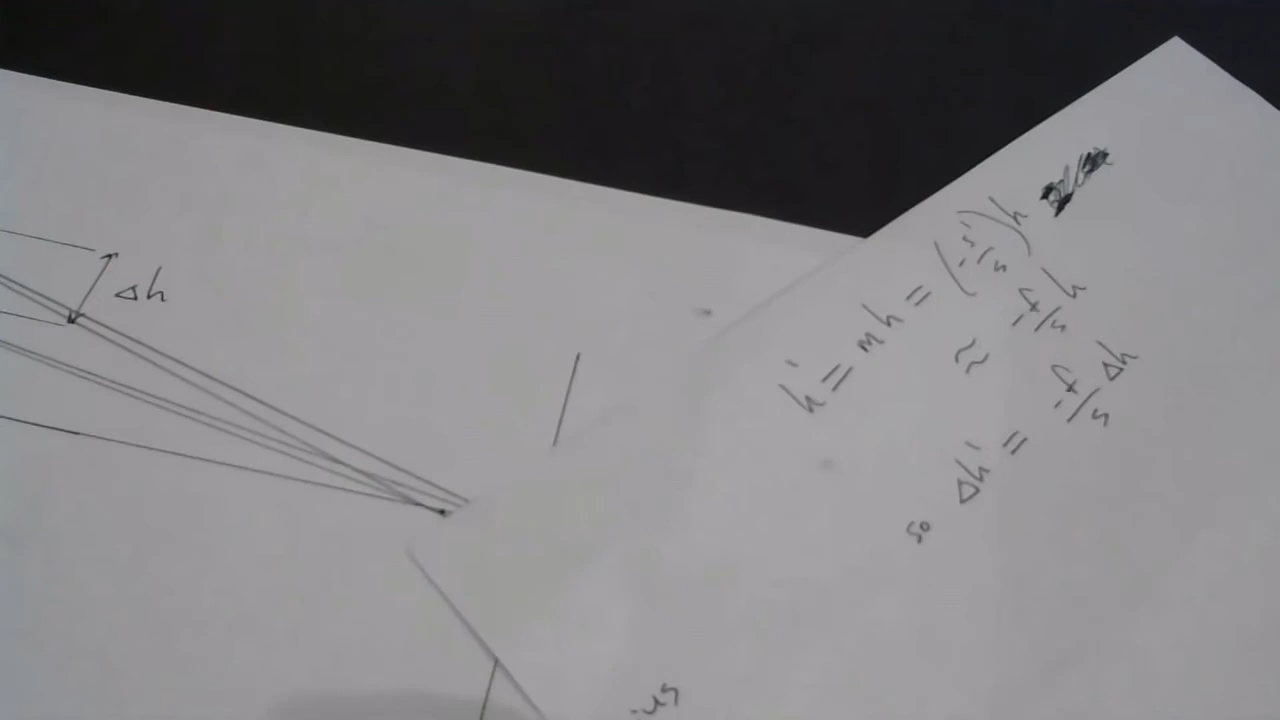 Δh
h' = mh = (-s'/s) h
≈ -f/s h
so Δh' = -f/s Δh